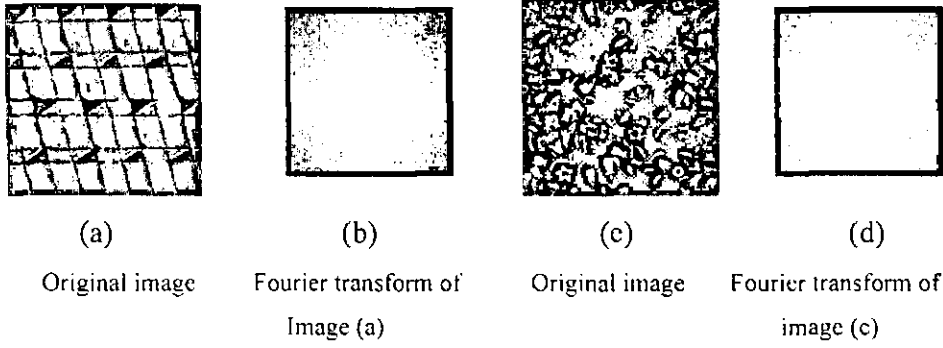 (a) (b) (c) (d)
Original image Fourier transform of Original image Fourier transform of
Image (a) image (c)